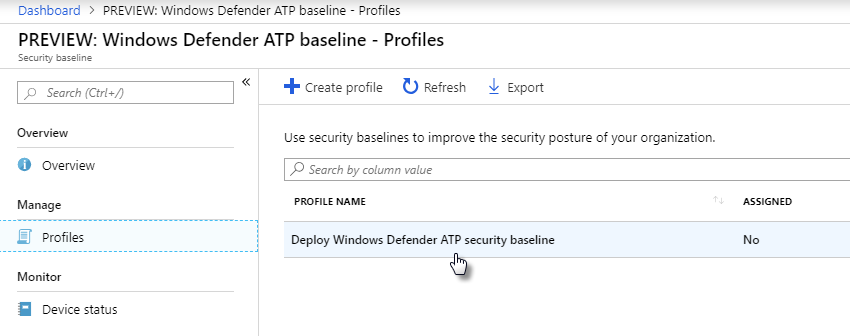 Dashboard > PREVIEW: Windows Defender ATP baseline - Profiles
PREVIEW: Windows Defender ATP baseline - Profiles
Security baseline
Search (Ctrl+/)
«
Overview
Overview
Manage
Profiles
Monitor
Device status
Create profile Refresh Export
Use security baselines to improve the security posture of your organization.
Search by column value
PROFILE NAME ASSIGNED
Deploy Windows Defender ATP security baseline No